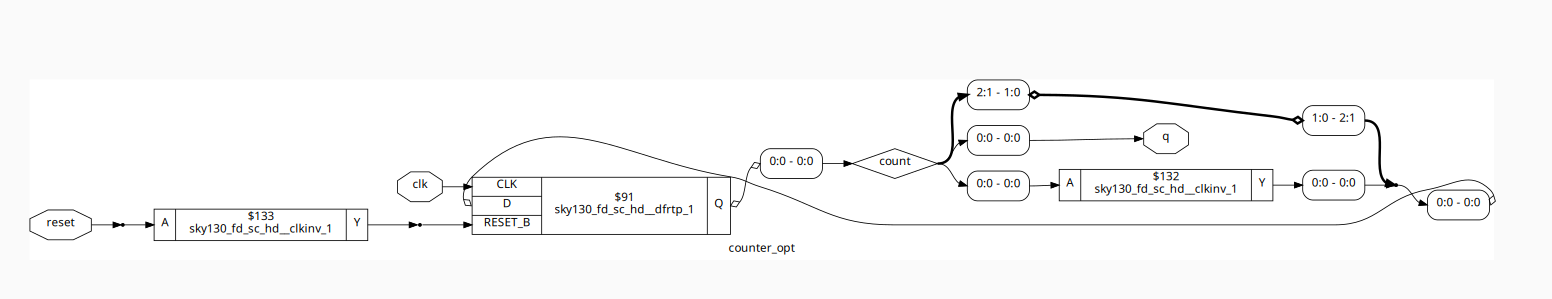 2:1 - 1:0
1:0 - 2:1
0:0 - 0:0
q
0:0 - 0:0
count
0:0 - 0:0
A
$132
sky130_fd_sc_hd__clkinv_1
Y
0:0 - 0:0
0:0 - 0:0
clk
CLK
D
RESET_B
$91
sky130_fd_sc_hd__dfrtp_1
Q
reset
A
$133
sky130_fd_sc_hd__clkinv_1
Y
counter_opt